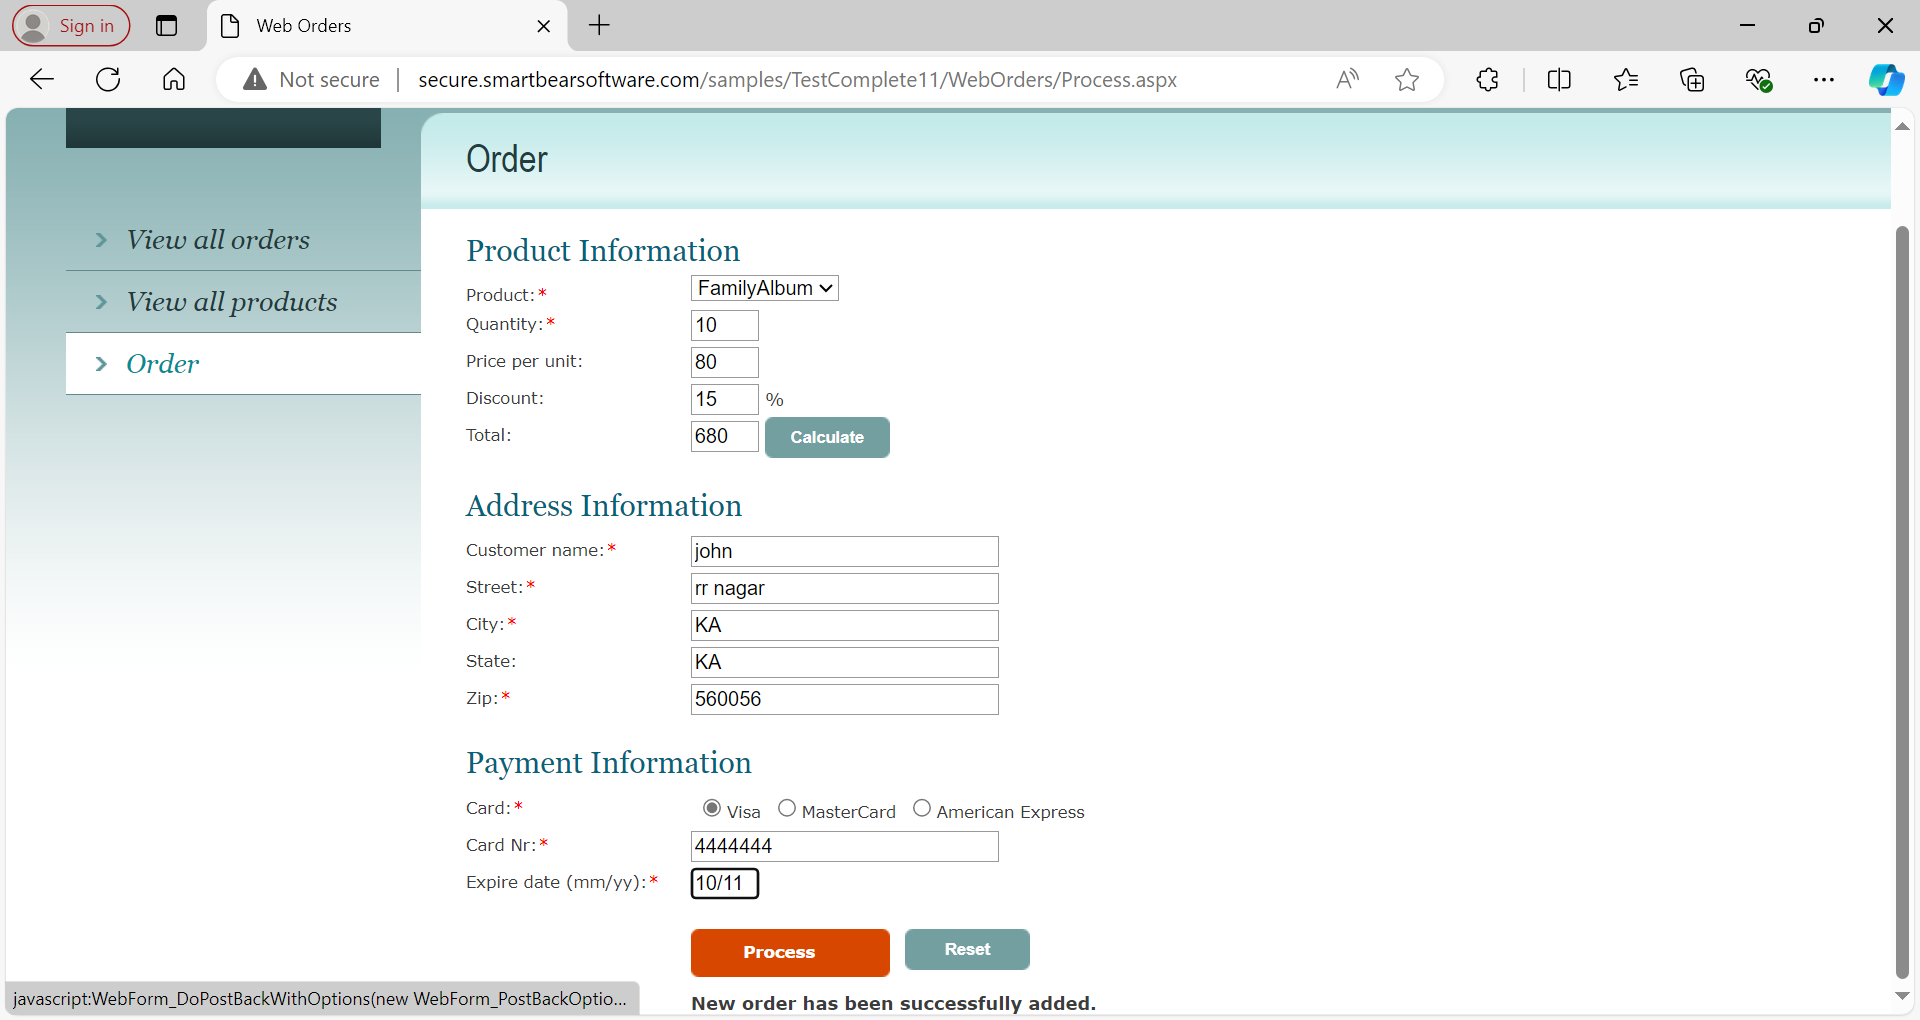 Sign in
Web Orders
Not secure
secure.smartbearsoftware.com/samples/TestComplete11/WebOrders/Process.aspx
Order
View all orders
View all products
Order
Product Information
Product:* FamilyAlbum
Quantity:* 10
Price per unit: 80
Discount: 15 %
Total: 680 Calculate
Address Information
Customer name:* john
Street:* rr nagar
City:* KA
State: KA
Zip:* 560056
Payment Information
Card:* Visa MasterCard American Express
Card Nr:* 4444444
Expire date (mm/yy):* 10/11
Process Reset
javascript:WebForm_DoPostBackWithOptions(new WebForm_PostBackOptio...
New order has been successfully added.